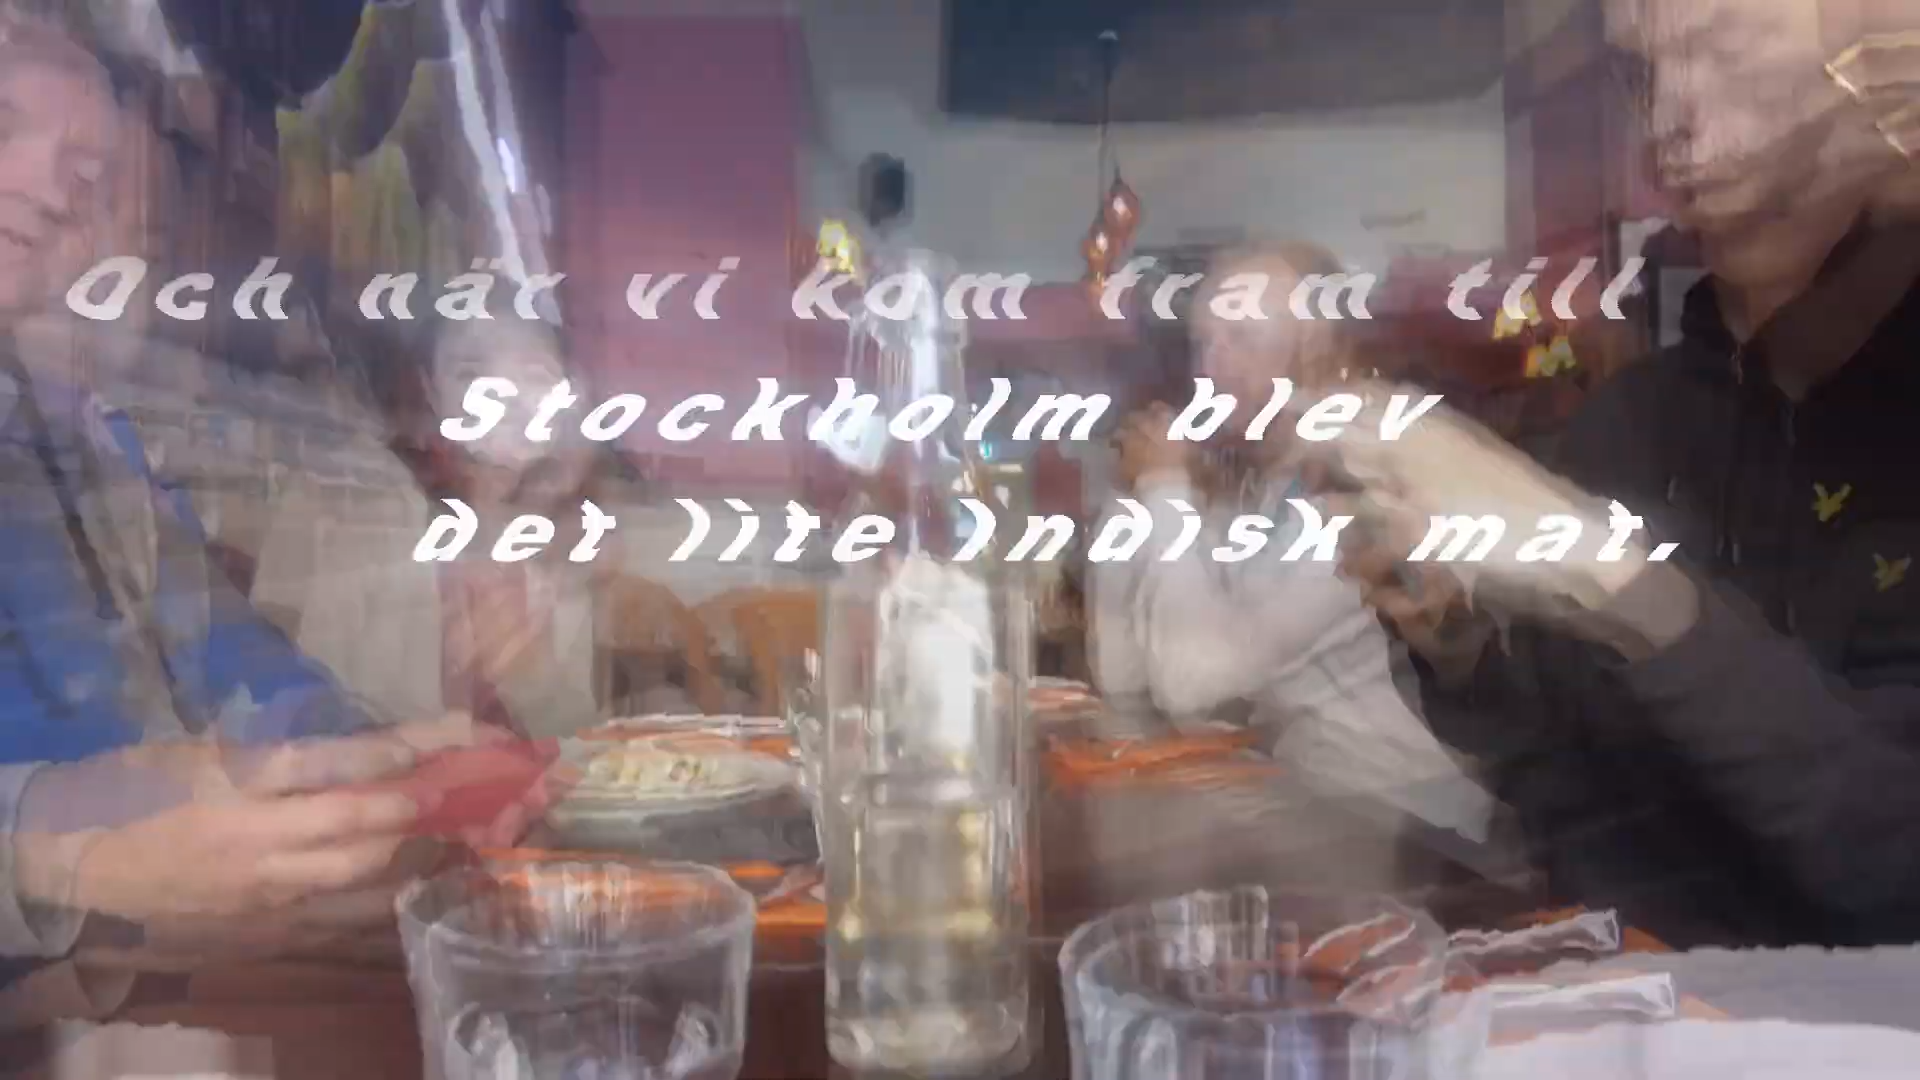 Och när vi kom fram till
Stockholm blev
det lite indisk mat.